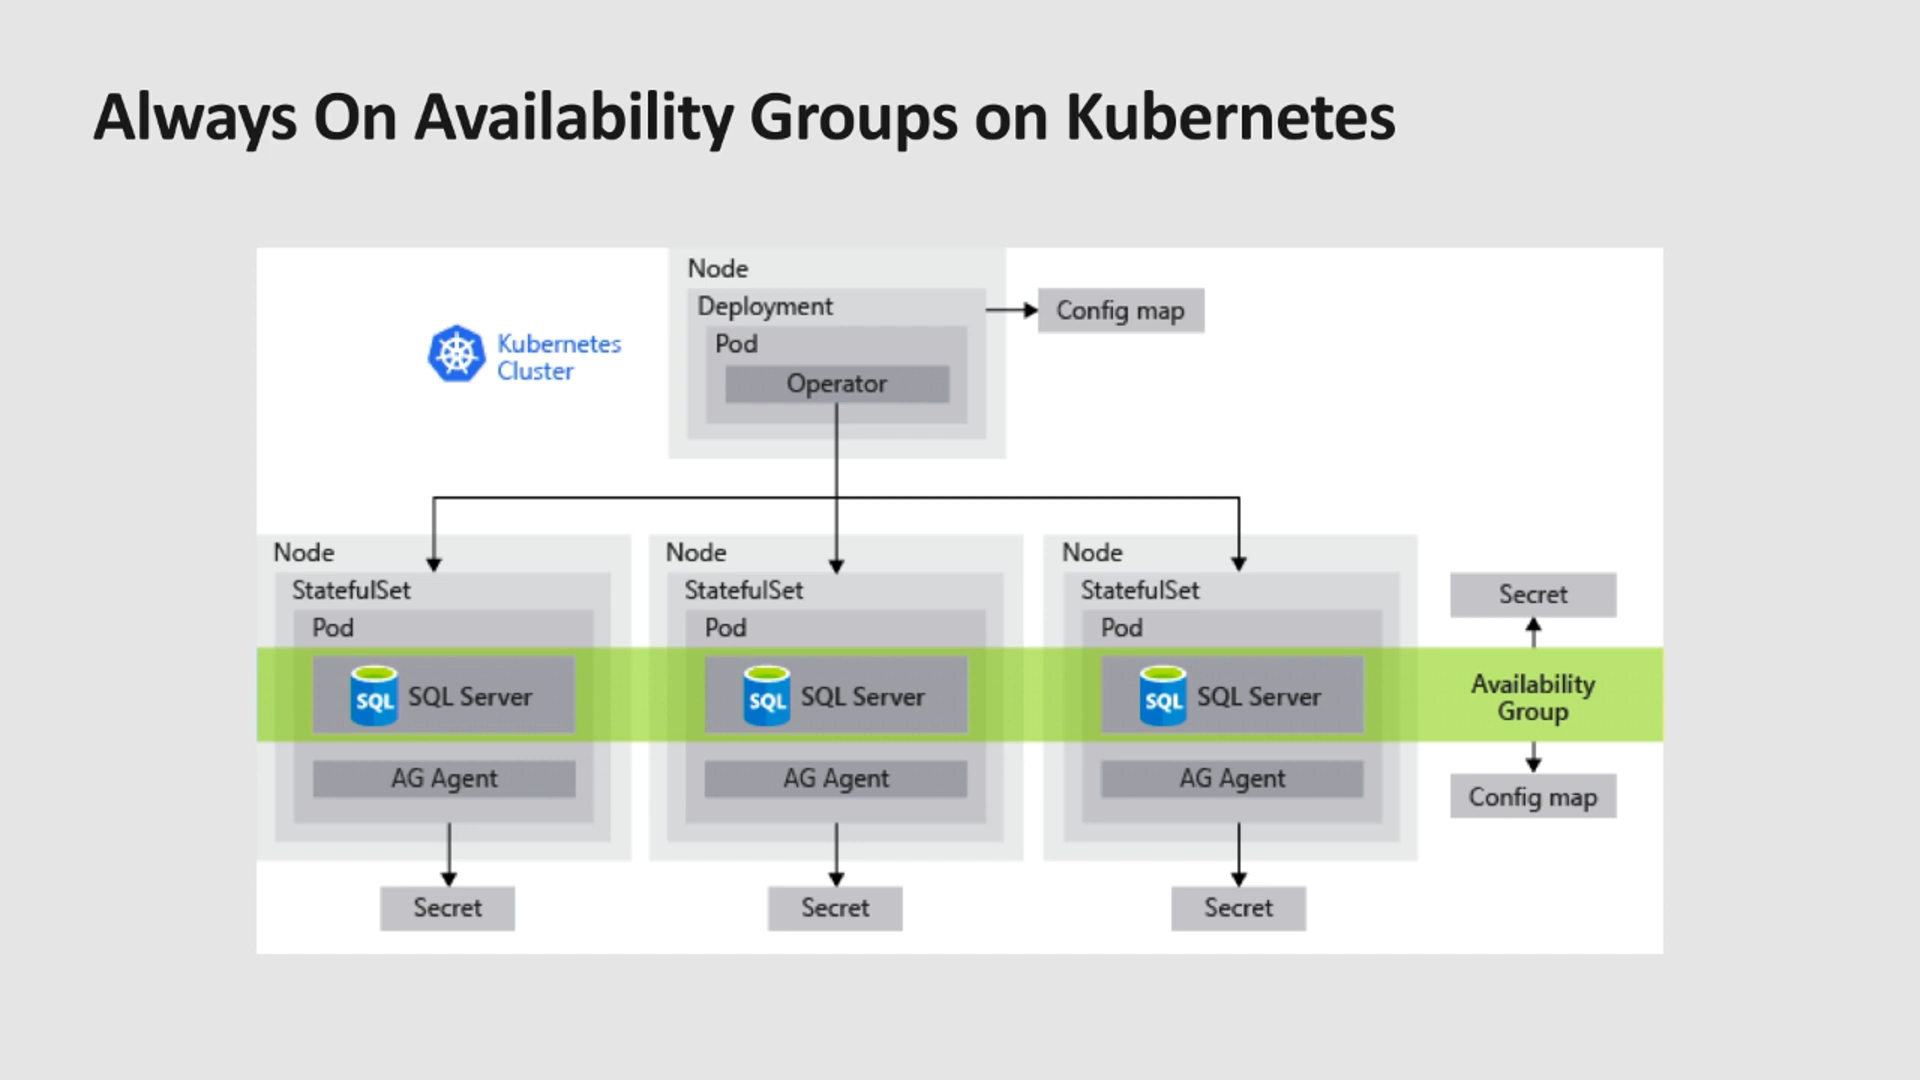 Always On Availability Groups on Kubernetes
Node
Deployment
Config map
Pod
Operator
Kubernetes
Cluster
Node
StatefulSet
Pod
SQL
SQL Server
AG Agent
Secret
Node
StatefulSet
Pod
SQL
SQL Server
AG Agent
Secret
Node
StatefulSet
Pod
SQL
SQL Server
AG Agent
Secret
Secret
Availability
Group
Config map